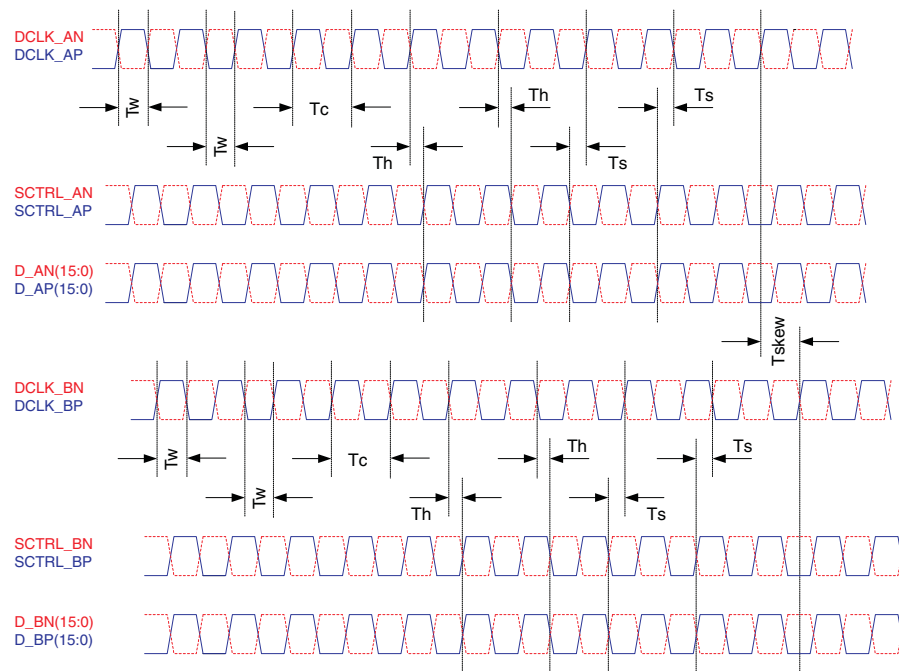 DCLK_AN
DCLK_AP
Tw
Tc
Th
Ts
Tw
Th
Ts
SCTRL_AN
SCTRL_AP
D_AN(15:0)
D_AP(15:0)
Tskew
DCLK_BN
DCLK_BP
Tw
Tc
Th
Ts
Tw
Th
Ts
SCTRL_BN
SCTRL_BP
D_BN(15:0)
D_BP(15:0)